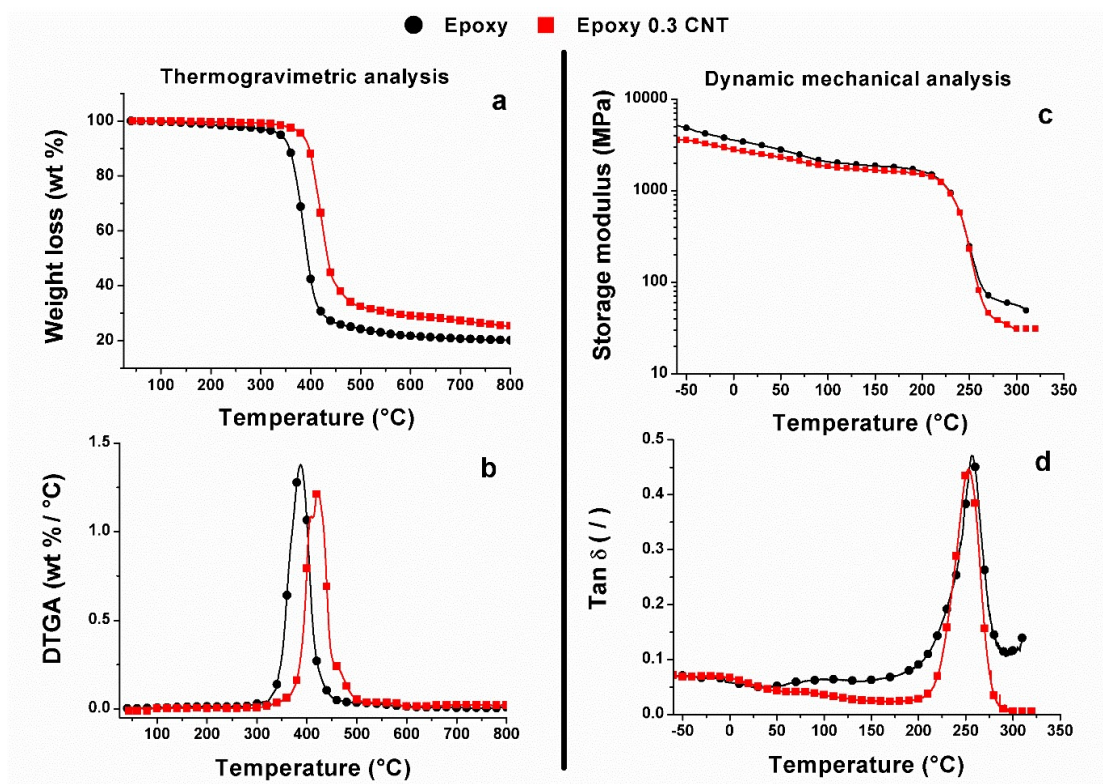 Epoxy Epoxy 0.3 CNT
Thermogravimetric analysis
a
100
80
60
40
20
Weight loss (wt %)
100 200 300 400 500 600 700 800
Temperature (°C)
b
1.5
1.0
0.5
0.0
DTGA (wt % / °C)
100 200 300 400 500 600 700 800
Temperature (°C)
Dynamic mechanical analysis
c
10000
1000
100
10
Storage modulus (MPa)
-50 0 50 100 150 200 250 300 350
Temperature (°C)
d
0.5
0.4
0.3
0.2
0.1
0.0
Tan δ ( / )
-50 0 50 100 150 200 250 300 350
Temperature (°C)